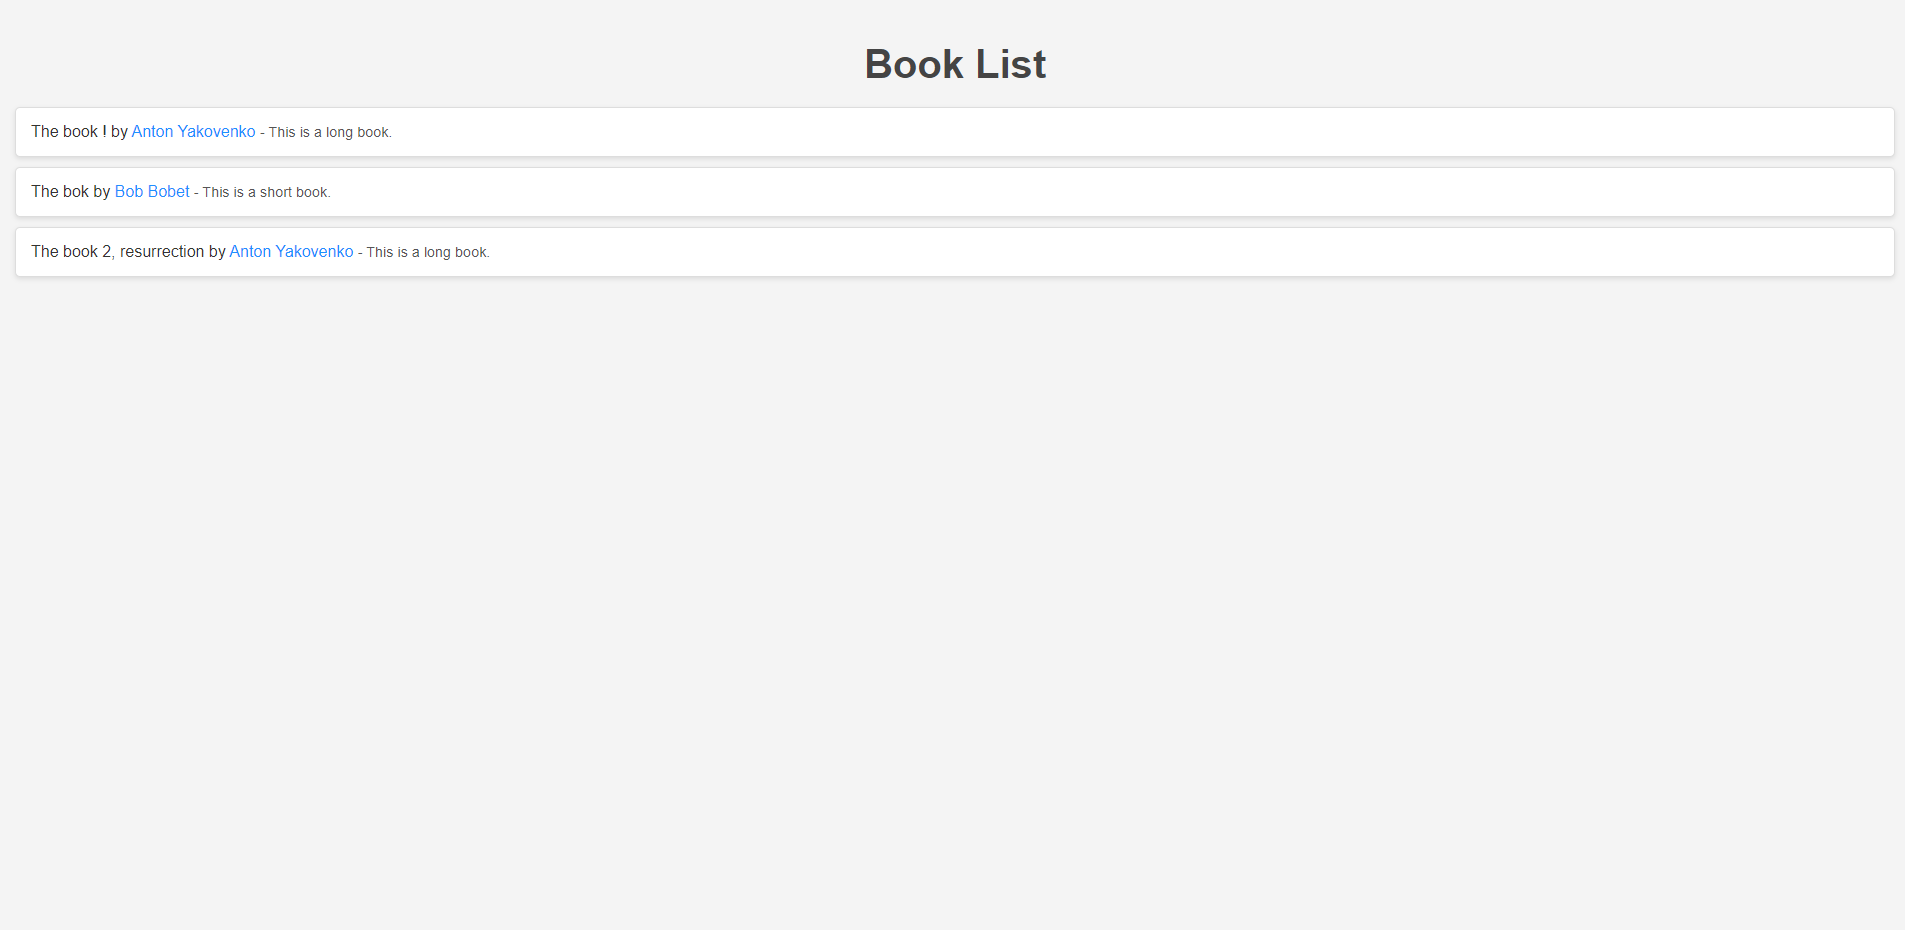 Book List
The book ! by Anton Yakovenko - This is a long book.
The bok by Bob Bobet - This is a short book.
The book 2, resurrection by Anton Yakovenko - This is a long book.